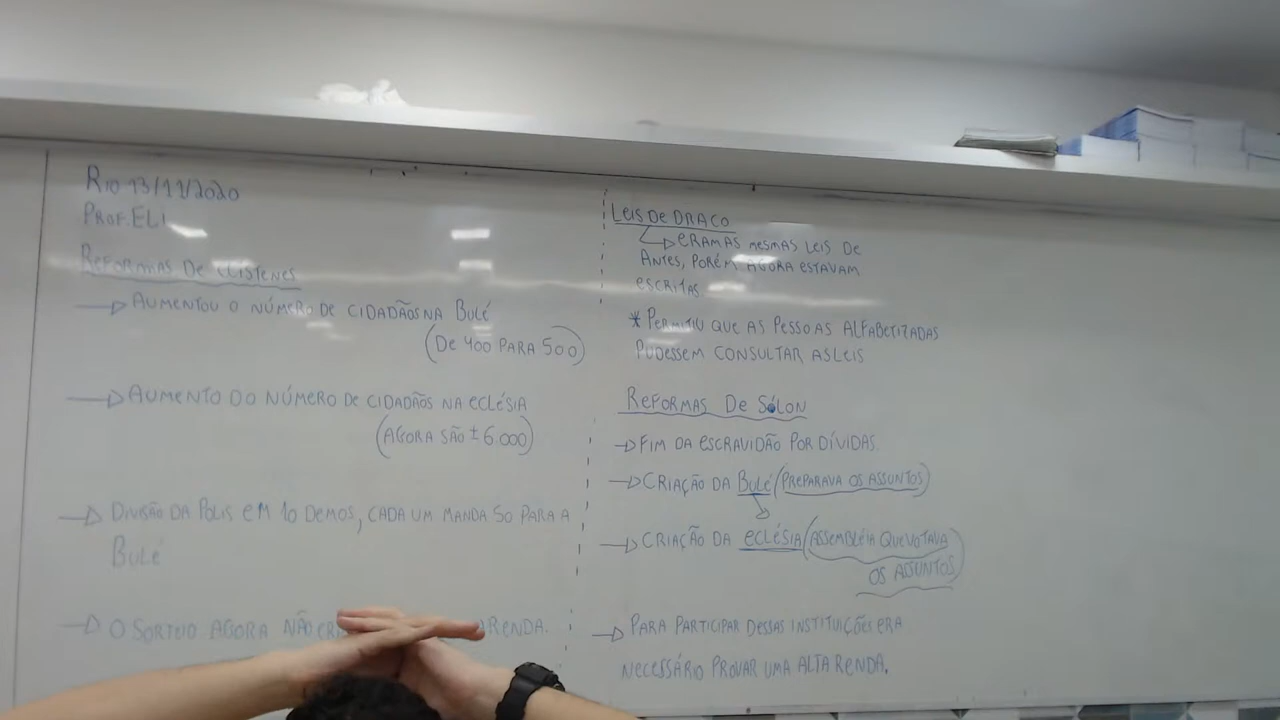 RIO 13/11/2020
PROF. ELI
REFORMAS DE CLÍSTENES
AUMENTOU O NÚMERO DE CIDADÃOS NA BULÉ
(DE 400 PARA 500)
AUMENTO DO NÚMERO DE CIDADÃOS NA ECLÉSIA
(AGORA SÃO ± 6.000)
DIVISÃO DA POLIS EM 10 DEMOS, CADA UM MANDA 50 PARA A
BULÉ
O SORTEIO AGORA NÃO RENDA.
LEIS DE DRACO
ERAM AS MESMAS LEIS DE
ANTES, PORÉM AGORA ESTAVAM
ESCRITAS
* PERMITIU QUE AS PESSOAS ALFABETIZADAS
PUDESSEM CONSULTAR AS LEIS
REFORMAS DE SÓLON
FIM DA ESCRAVIDÃO POR DÍVIDAS
CRIAÇÃO DA BULÉ (PREPARAVA OS ASSUNTOS)
CRIAÇÃO DA ECLÉSIA (ASSEMBLÉIA QUE VOTAVA
OS ASSUNTOS)
PARA PARTICIPAR DESSAS INSTITUIÇÕES ERA
NECESSÁRIO PROVAR UMA ALTA RENDA.